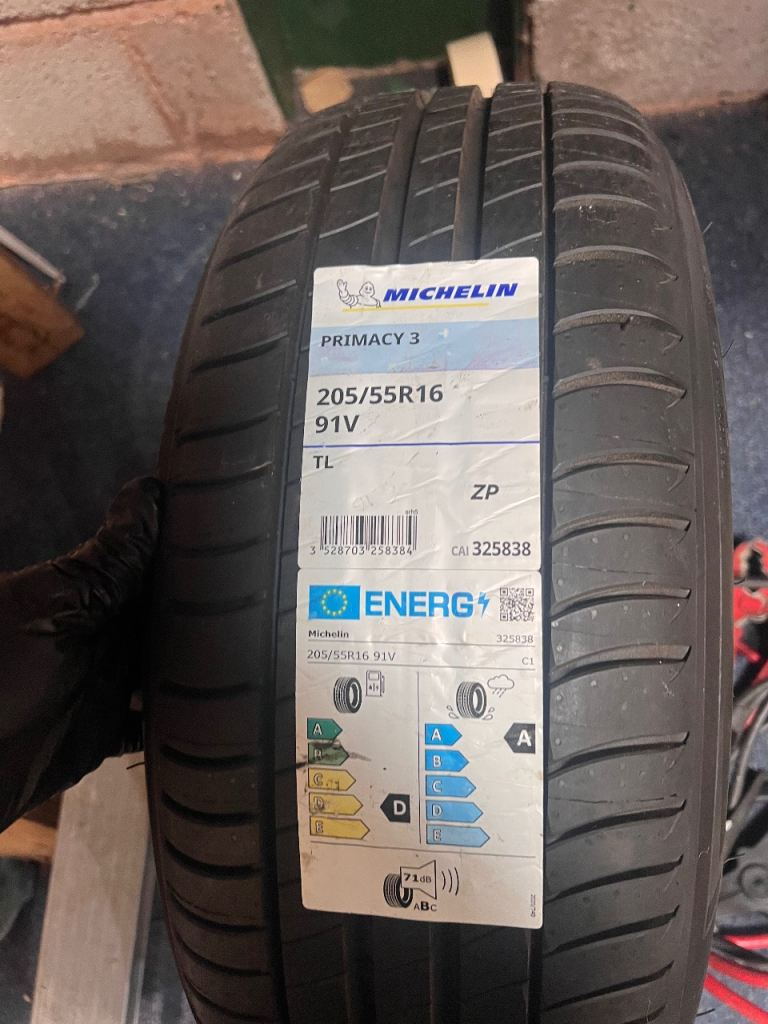 MICHELIN
PRIMACY 3
205/55R16
91V
TL
ZP
3 528703 258384
CAI 325838
ENERG
Michelin 325838
205/55R16 91V C1
A A A
B B
C C
D D D
E E
71dB
ABC